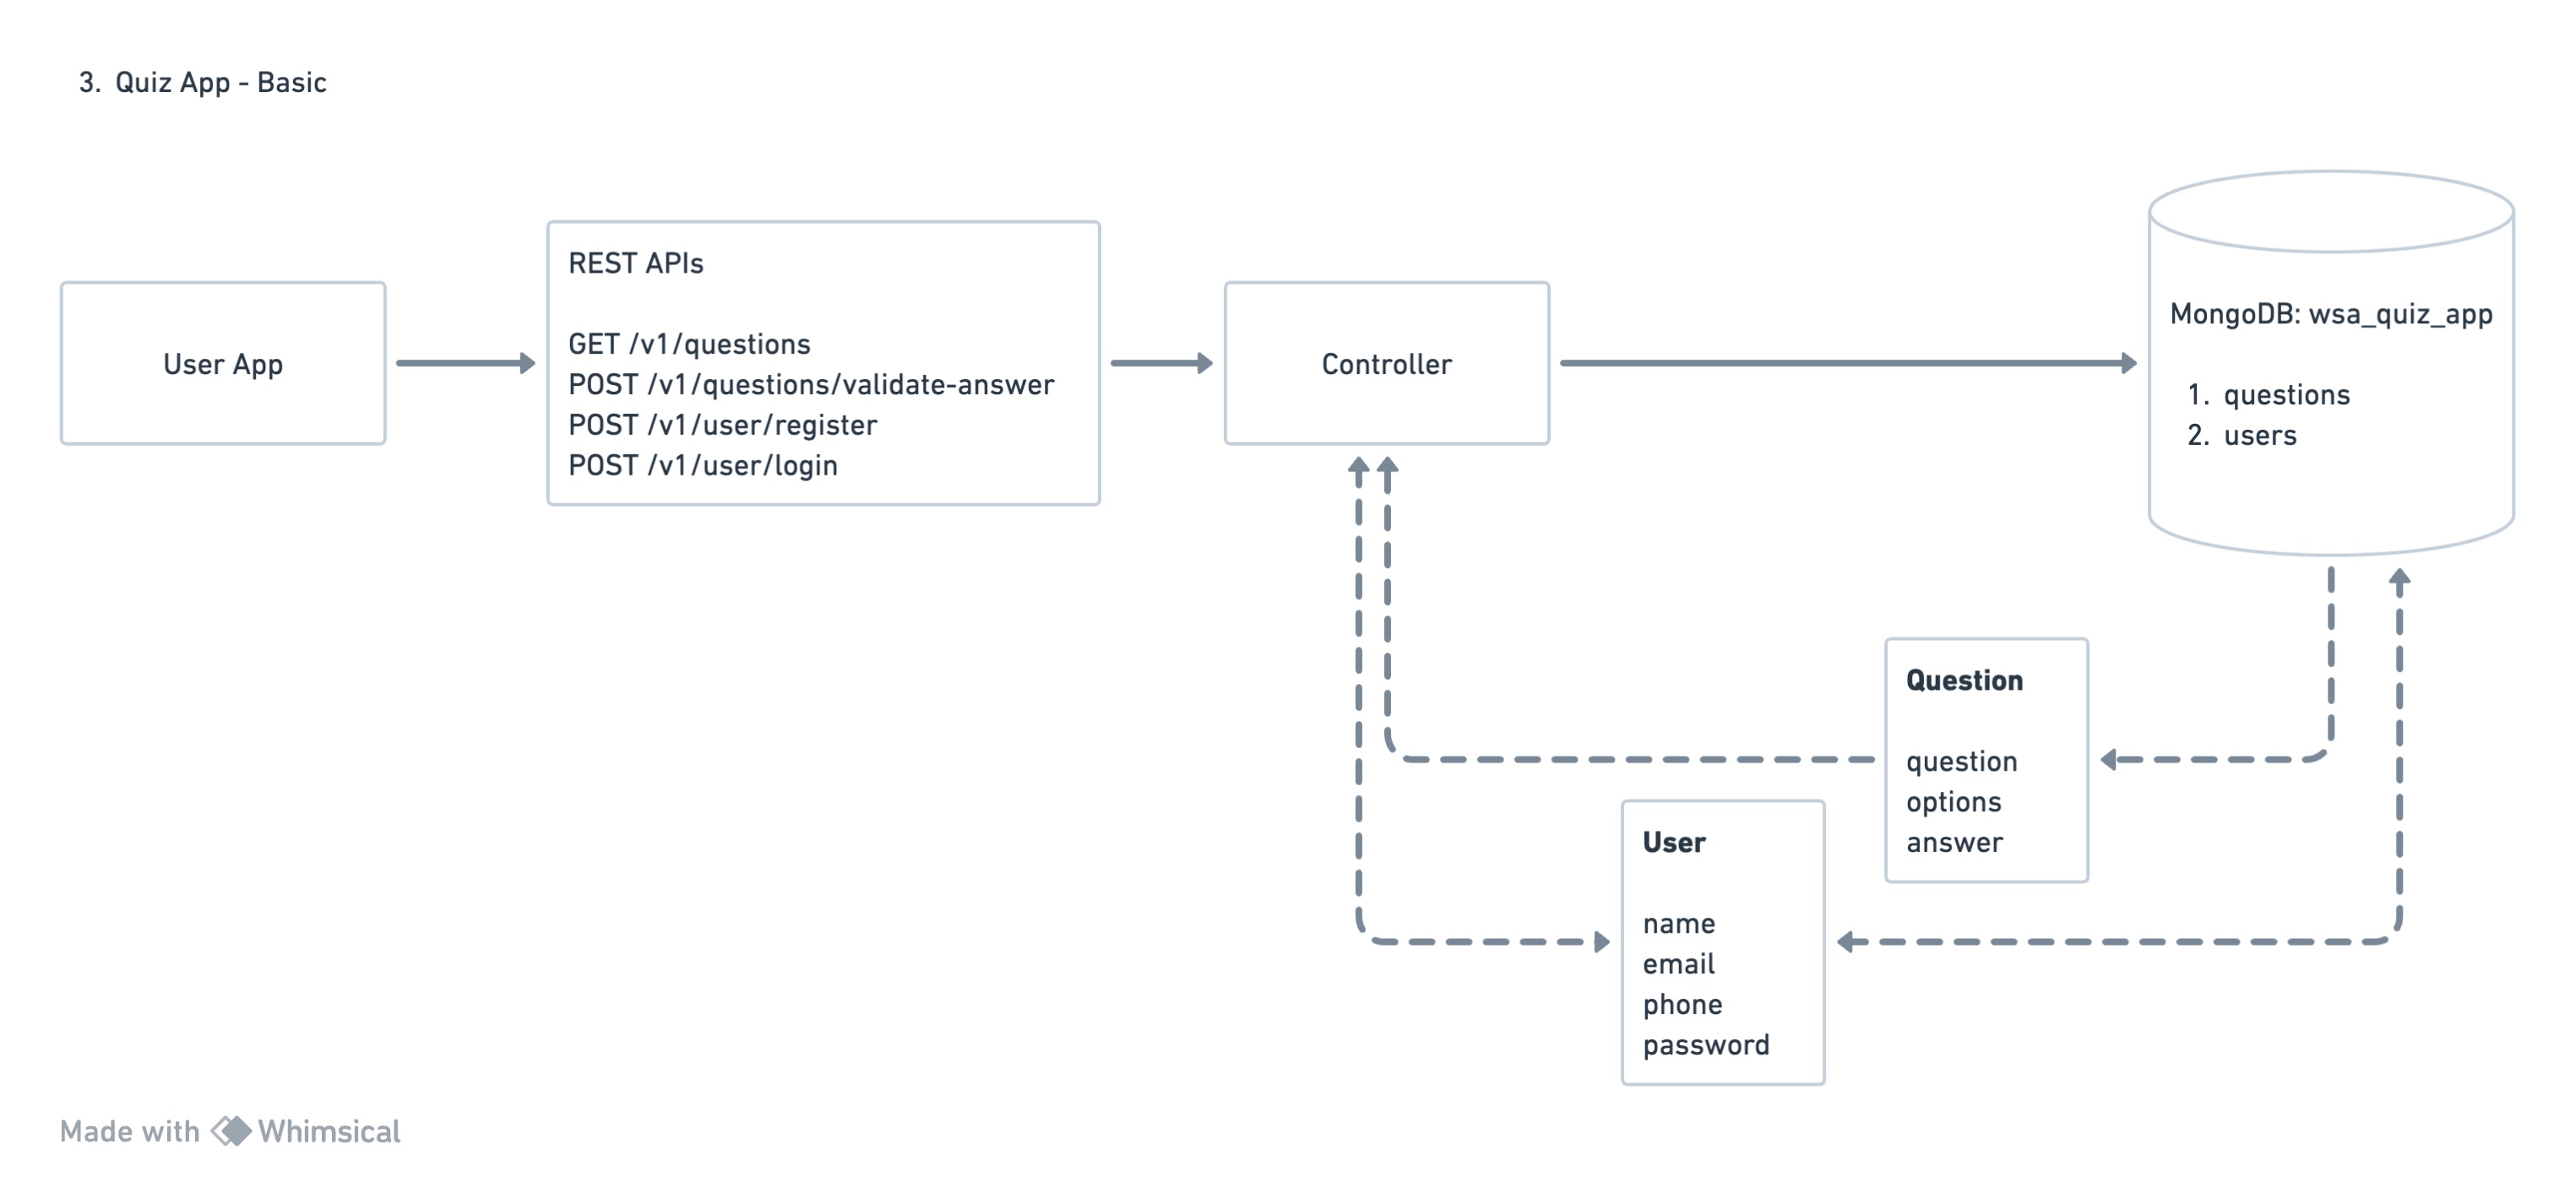 3. Quiz App - Basic
User App
REST APIs
GET /v1/questions
POST /v1/questions/validate-answer
POST /v1/user/register
POST /v1/user/login
Controller
MongoDB: wsa_quiz_app
1. questions
2. users
Question
question
options
answer
User
name
email
phone
password
Made with Whimsical